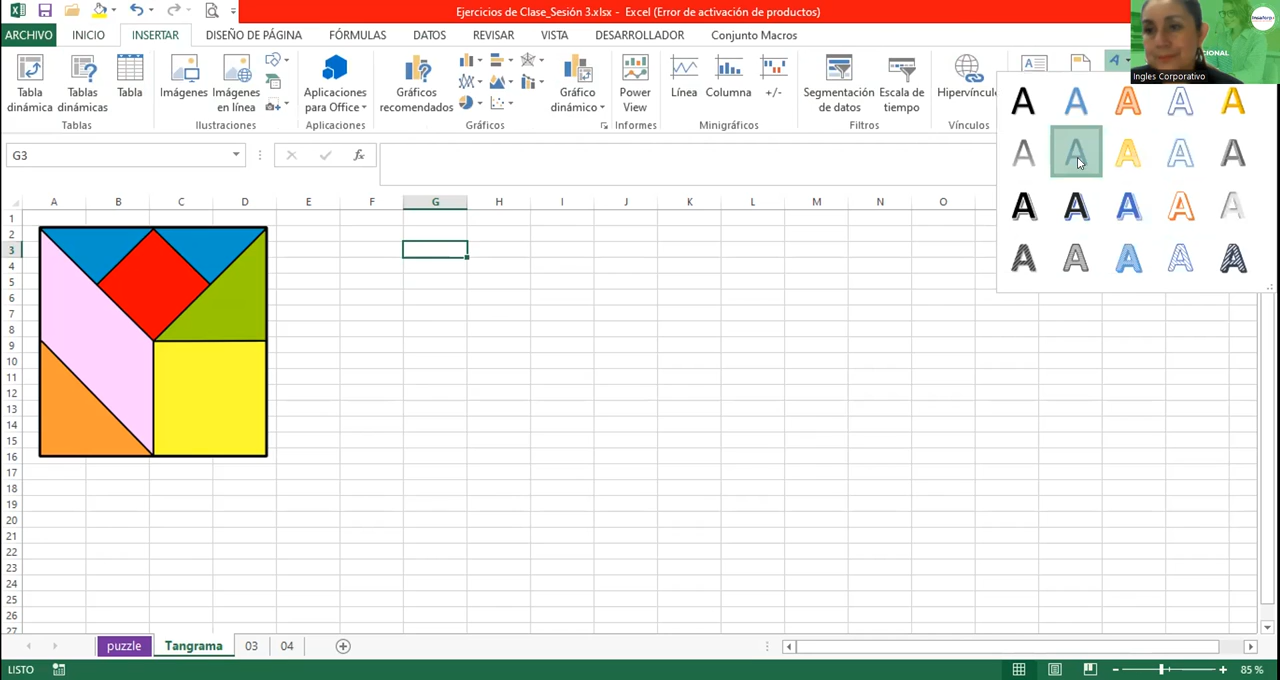 Ejercicios de Clase_Sesión 3.xlsx - Excel (Error de activación de productos)
ARCHIVO INICIO INSERTAR DISEÑO DE PÁGINA FÓRMULAS DATOS REVISAR VISTA DESARROLLADOR Conjunto Macros
CIONAL
Ingles Corporativo
Tabla dinámica
Tablas dinámicas
Tabla
Tablas
Imágenes
Imágenes en línea
Ilustraciones
Aplicaciones para Office
Aplicaciones
Gráficos recomendados
Gráfico dinámico
Gráficos
Power View
Informes
Línea
Columna
+/-
Minigráficos
Segmentación de datos
Escala de tiempo
Filtros
Hipervínculo
Vínculos
A A A A A
A A A A A
A A A A A
A A A A A
G3
fx
A B C D E F G H I J K L M N O
1
2
3
4
5
6
7
8
9
10
11
12
13
14
15
16
17
18
19
20
21
22
23
24
25
26
27
puzzle Tangrama 03 04
LISTO
85 %